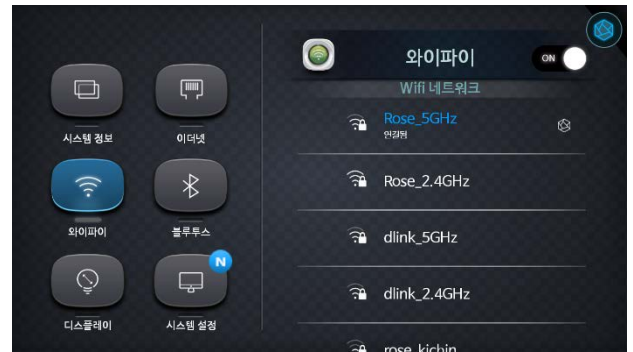 와이파이
ON
Wifi 네트워크
Rose_5GHz
연결됨
Rose_2.4GHz
dlink_5GHz
dlink_2.4GHz
rose_kichin
시스템 정보
이더넷
와이파이
블루투스
N
디스플레이
시스템 설정